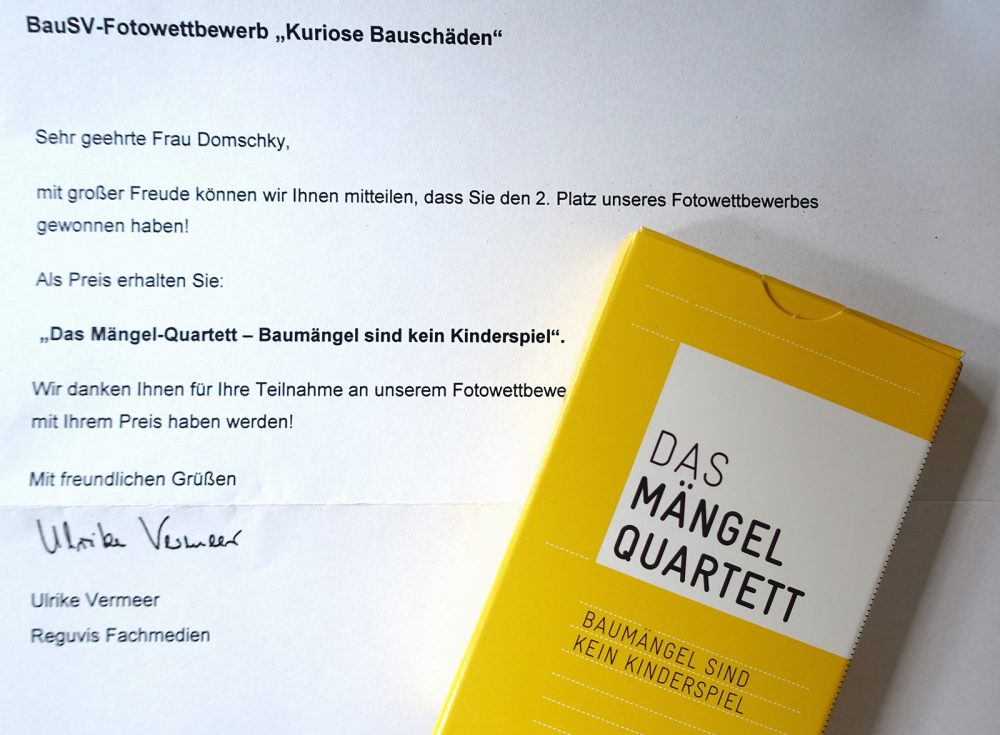 BauSV-Fotowettbewerb „Kuriose Bauschäden“
Sehr geehrte Frau Domschky,
mit großer Freude können wir Ihnen mitteilen, dass Sie den 2. Platz unseres Fotowettbewerbes
gewonnen haben!
Als Preis erhalten Sie:
„Das Mängel-Quartett – Baumängel sind kein Kinderspiel“.
Wir danken Ihnen für Ihre Teilnahme an unserem Fotowettbewe
mit Ihrem Preis haben werden!
Mit freundlichen Grüßen
Ulrike Vermeer
Ulrike Vermeer
Reguvis Fachmedien
DAS
MÄNGEL
QUARTETT
BAUMÄNGEL SIND
KEIN KINDERSPIEL